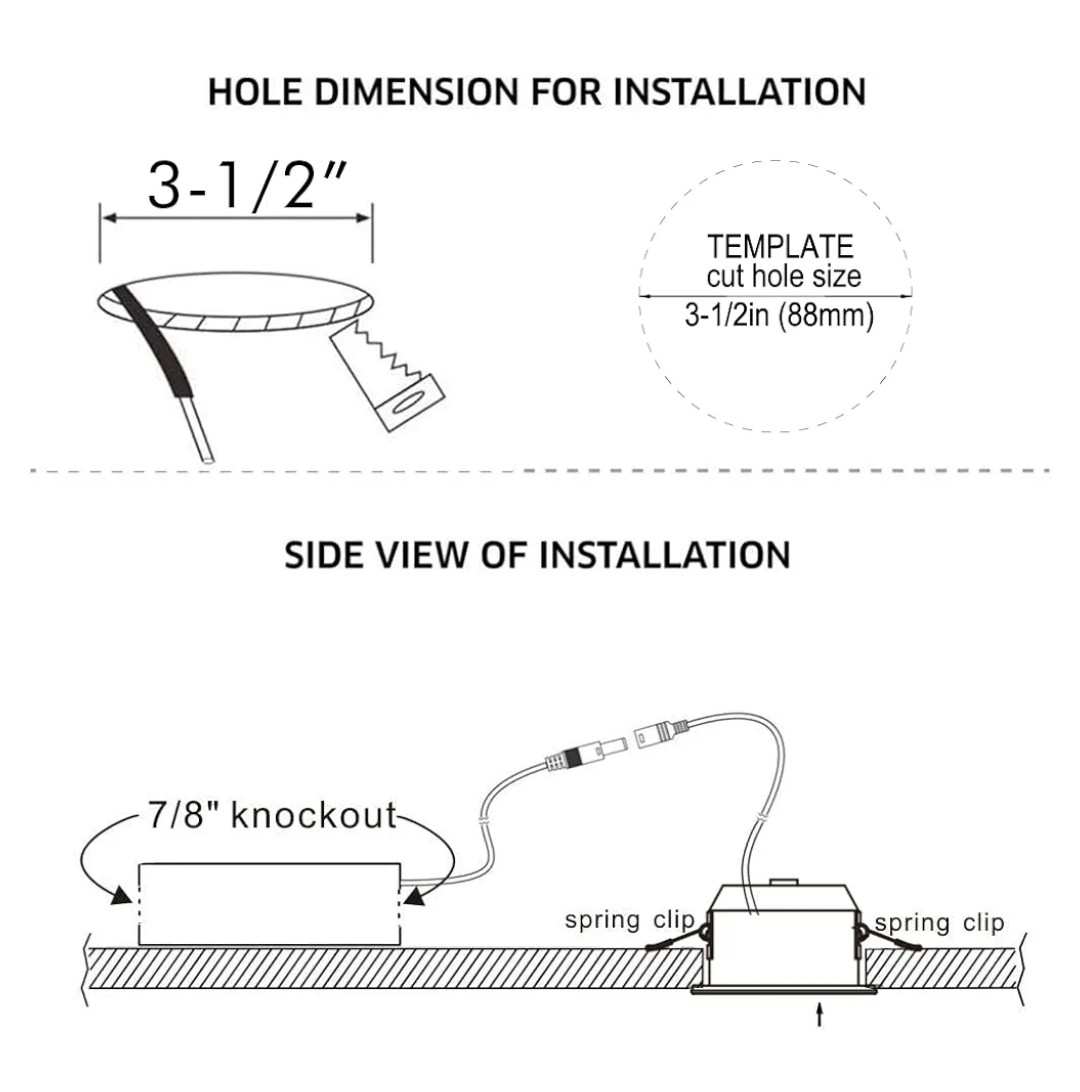 HOLE DIMENSION FOR INSTALLATION
3-1/2″
TEMPLATE
cut hole size
3-1/2in (88mm)
SIDE VIEW OF INSTALLATION
7/8" knockout
spring clip
spring clip